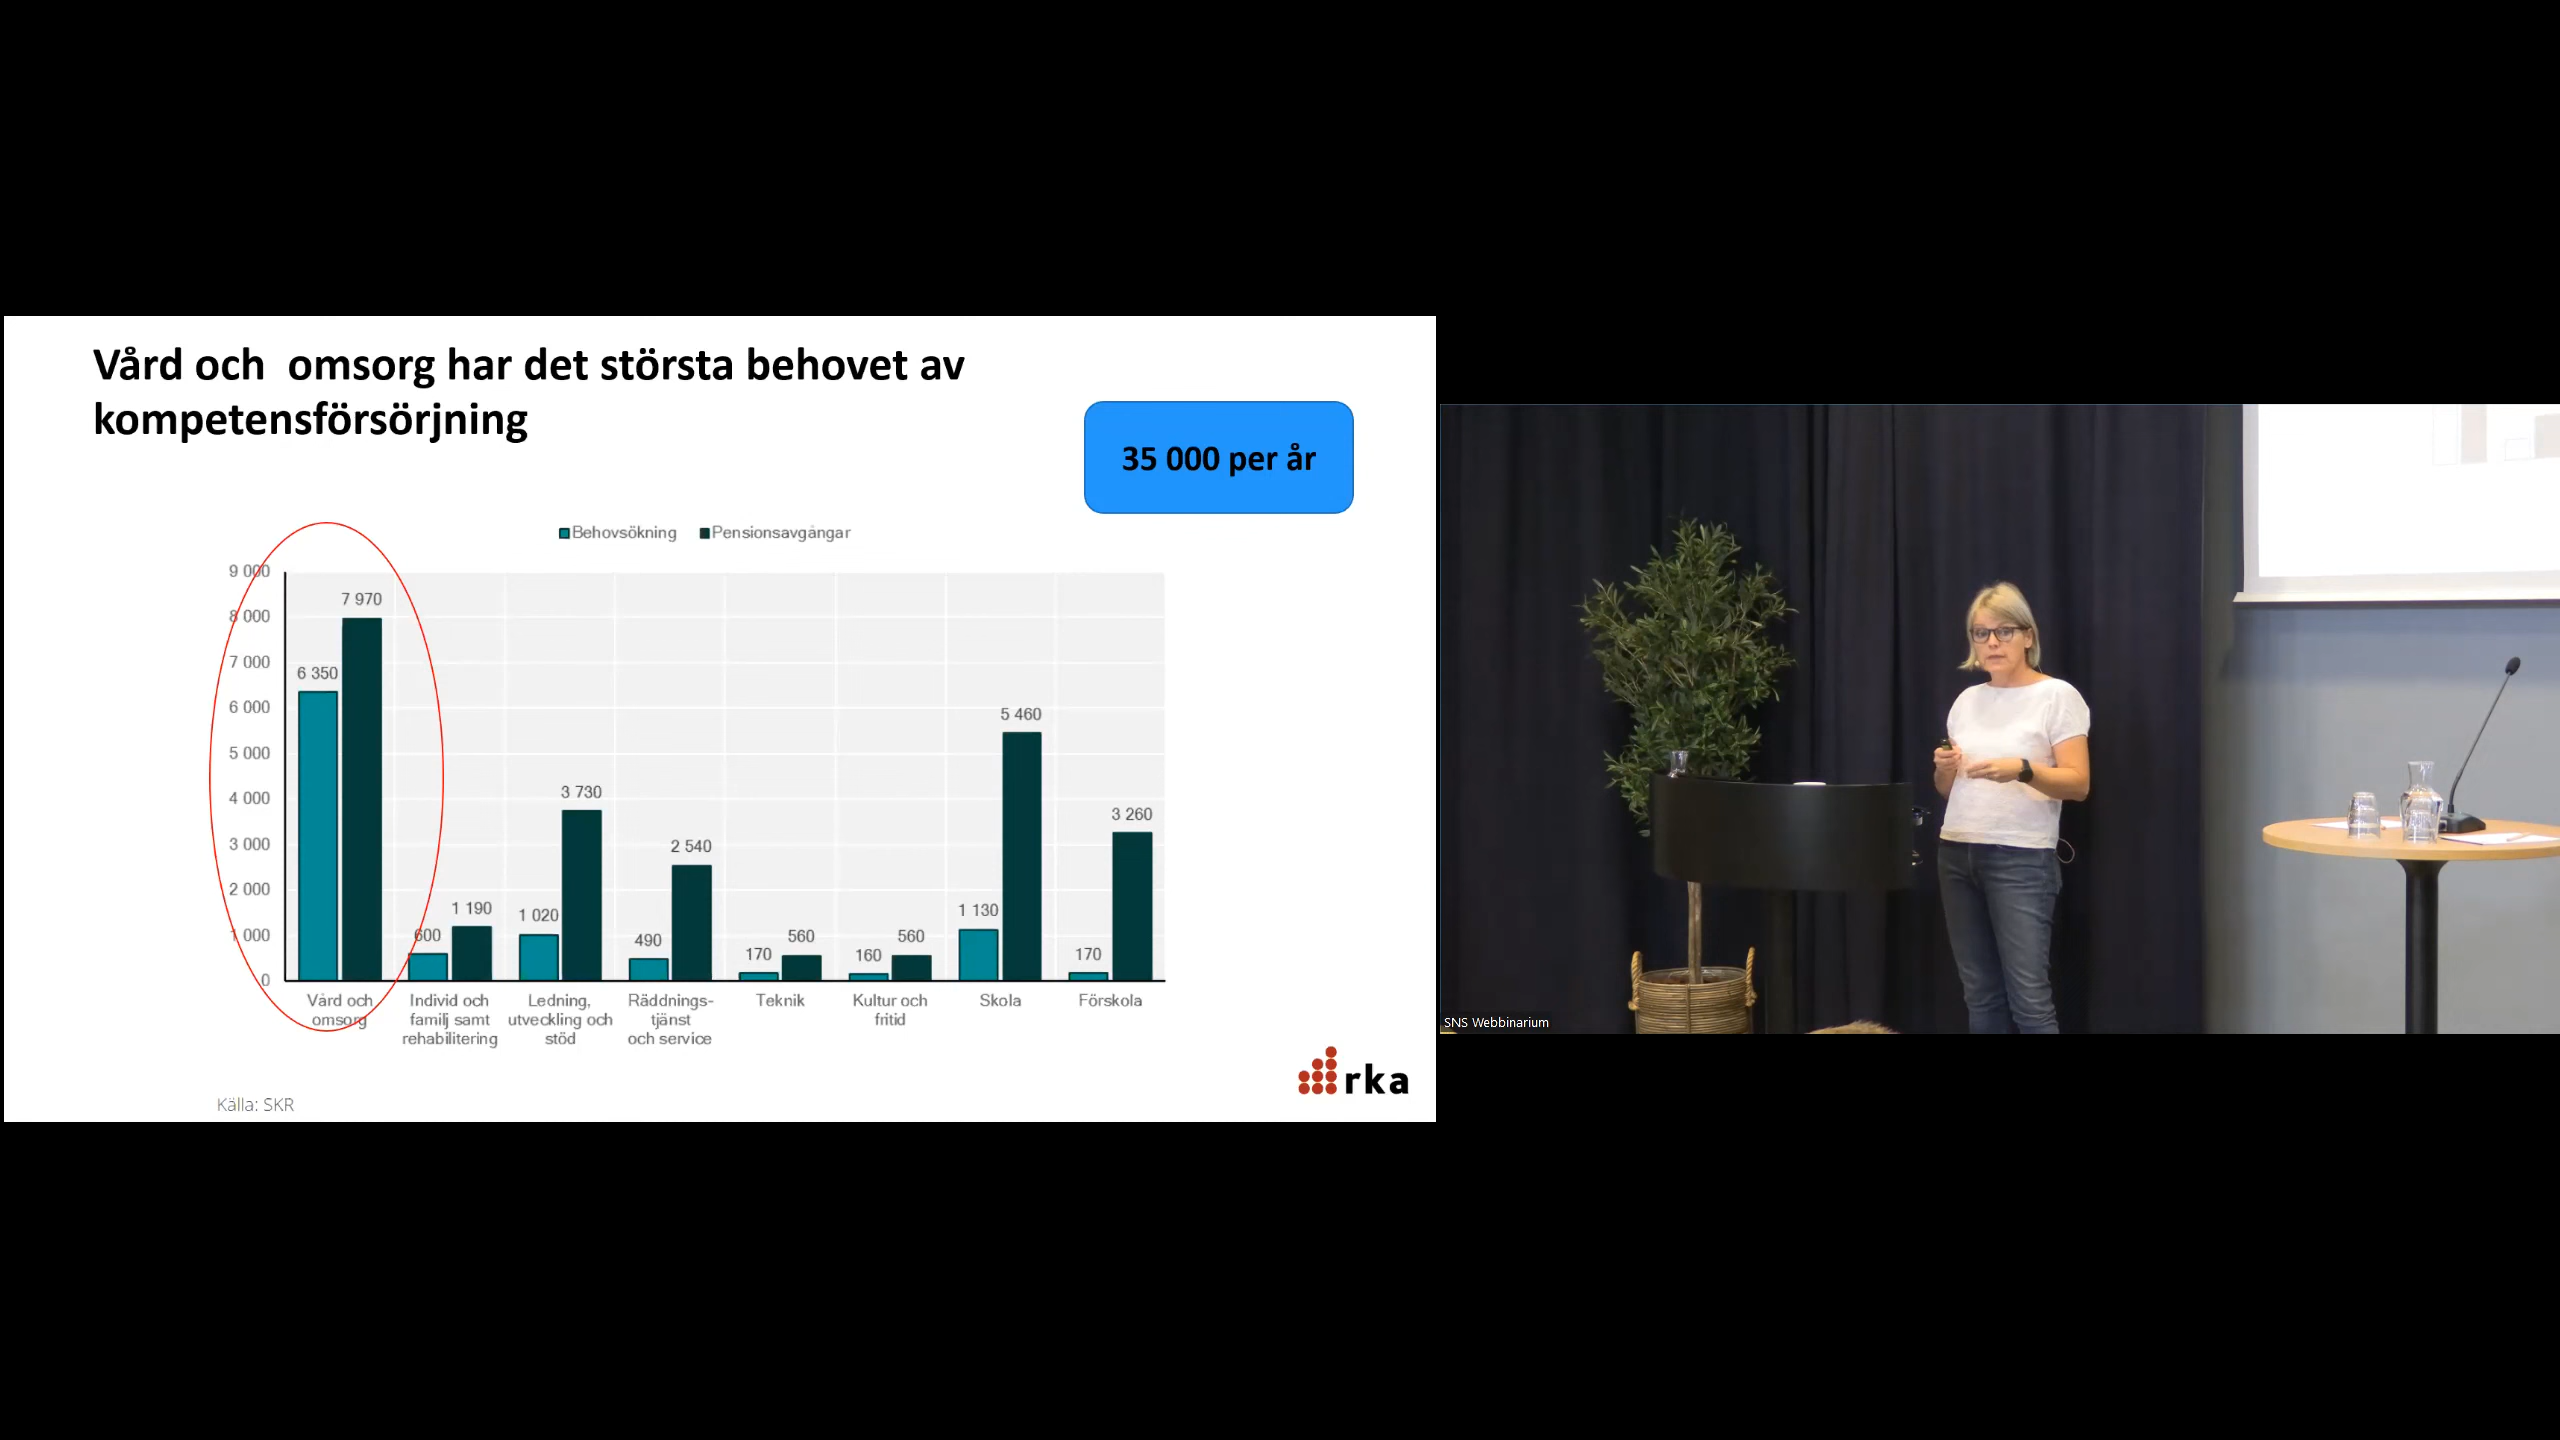 Vård och  omsorg har det största behovet av
kompetensförsörjning
35 000 per år
Behovsökning
Pensionsavgångar
9 000
8 000
7 000
6 000
5 000
4 000
3 000
2 000
1 000
0
6 350
7 970
600
1 190
1 020
3 730
490
2 540
170
560
160
560
1 130
5 460
170
3 260
Vård och
omsorg
Individ och
familj samt
rehabilitering
Ledning,
utveckling och
stöd
Räddnings-
tjänst
och service
Teknik
Kultur och
fritid
Skola
Förskola
Källa: SKR
rka
SNS Webbinarium